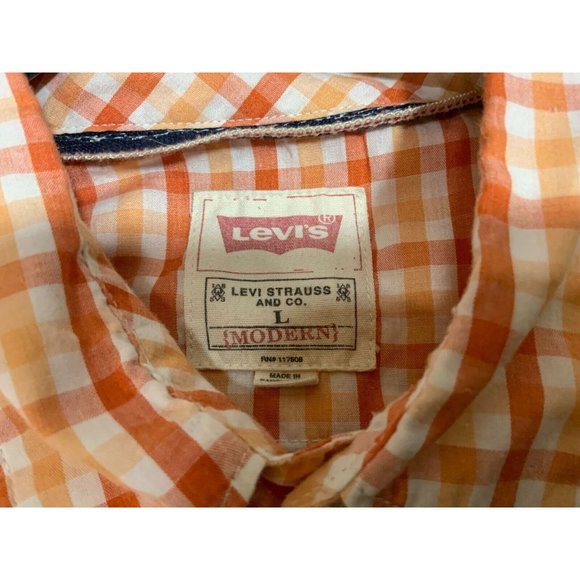 LEVI'S®
LEVI STRAUSS
AND CO.
L
{MODERN}
RN# 117608
MADE IN